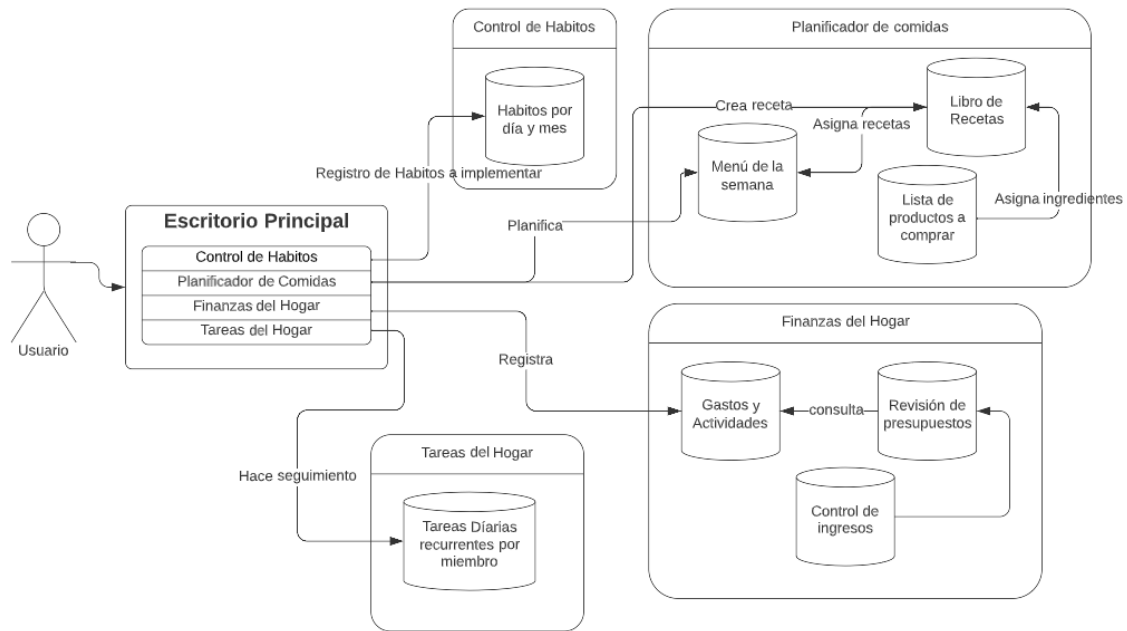 Control de Habitos
Habitos por
día y mes
Registro de Habitos a implementar
Planificador de comidas
Crea receta
Libro de
Recetas
Asigna recetas
Menú de la
semana
Lista de
productos a
comprar
Asigna ingredientes
Planifica
Escritorio Principal
Control de Habitos
Planificador de Comidas
Finanzas del Hogar
Tareas del Hogar
Usuario
Finanzas del Hogar
Registra
Gastos y
Actividades
consulta
Revisión de
presupuestos
Control de
ingresos
Tareas del Hogar
Hace seguimiento
Tareas Díarias
recurrentes por
miembro